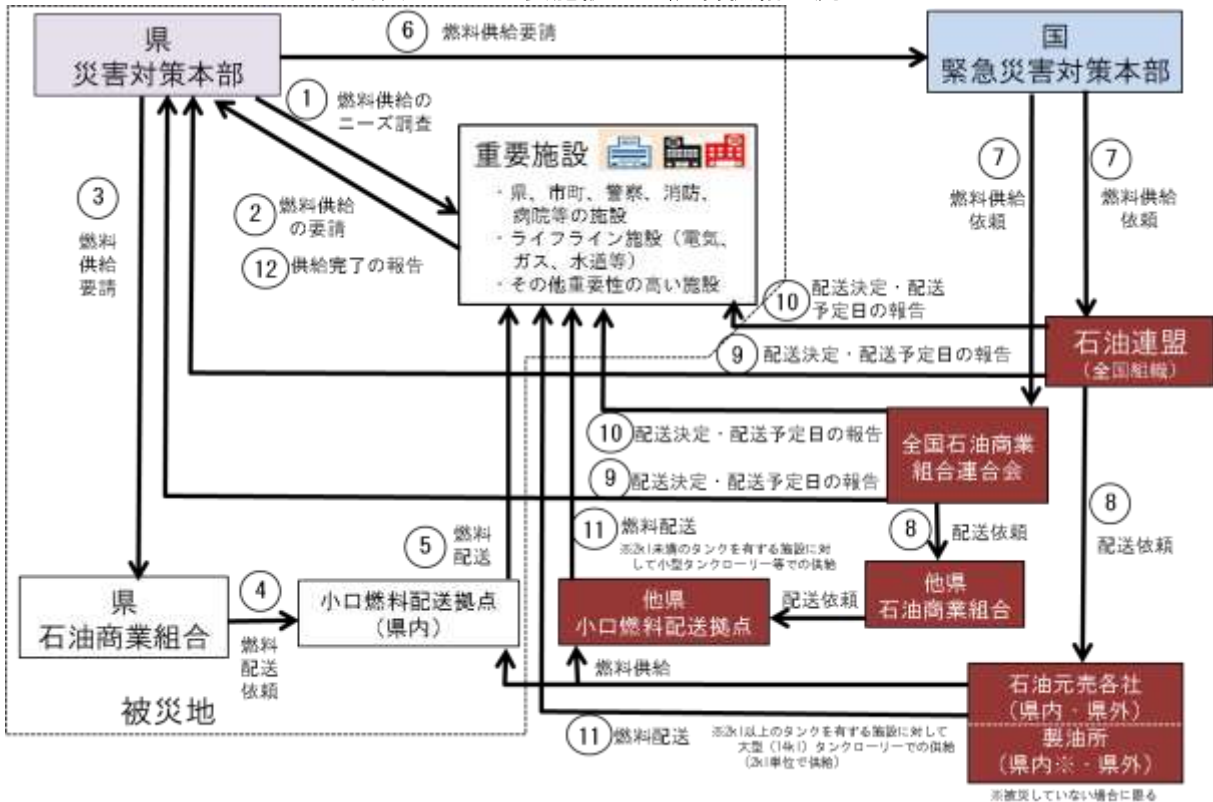 県
災害対策本部
⑥
燃料供給要請
国
緊急災害対策本部
①
燃料供給の
ニーズ調査
重要施設
・県、市町、警察、消防、
病院等の施設
・ライフライン施設（電気、
ガス、水道等）
・その他重要性の高い施設
③
燃料
供給
要請
②
燃料供給
の要請
⑫
供給完了の報告
⑦
燃料供給
依頼
⑦
燃料供給
依頼
⑩
配送決定・配送
予定日の報告
石油連盟
（全国組織）
⑨
配送決定・配送予定日の報告
⑩
配送決定・配送予定日の報告
全国石油商業
組合連合会
⑨
配送決定・配送予定日の報告
⑤
燃料
配送
⑪
燃料配送
※2kl未満のタンクを有する施設に対
して小型タンクローリー等での供給
⑧
配送依頼
⑧
配送依頼
県
石油商業組合
④
燃料
配送
依頼
小口燃料配送拠点
（県内）
他県
小口燃料配送拠点
配送依頼
他県
石油商業組合
燃料供給
被災地
⑪
燃料配送
※2kl以上のタンクを有する施設に対して
大型（14kl）タンクローリーでの供給
（2kl単位で供給）
石油元売各社
（県内・県外）
製油所
（県内※・県外）
※被災していない場合に限る